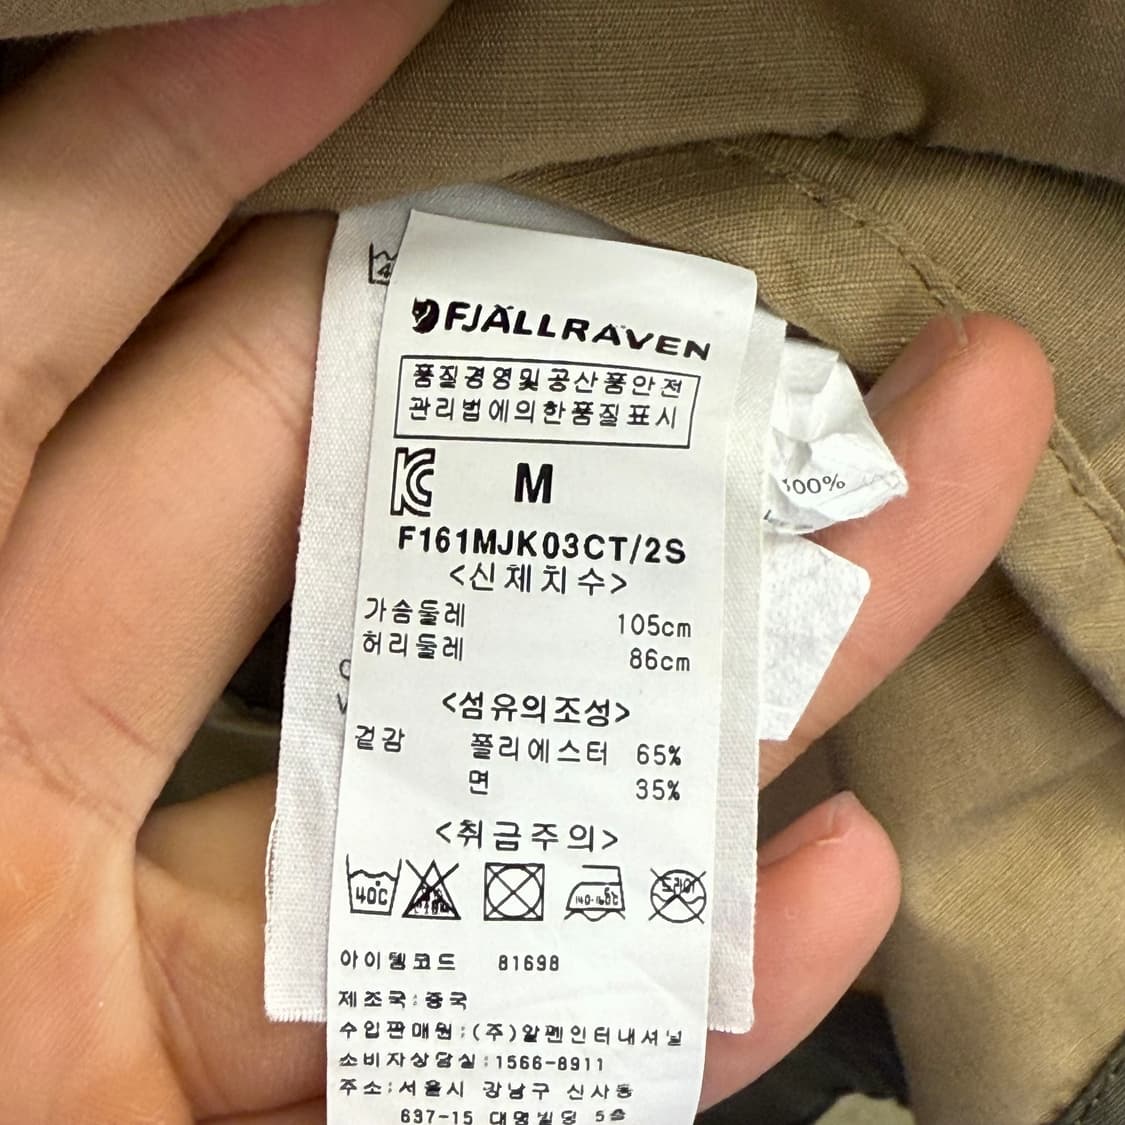 FJÄLLRÄVEN
품질경영및공산품안전
관리법에의한품질표시
M
F161MJK03CT/2S
<신체치수>
가슴둘레 105cm
허리둘레 86cm
<섬유의조성>
겉감 폴리에스터 65%
면 35%
<취급주의>
40C 140-160c 드라이
아이템코드 81698
제조국:중국
수입판매원:(주)알펜인터내셔널
소비자상담실:1566-8911
주소:서울시 강남구 신사동
637-15 대명빌딩 5층
100%